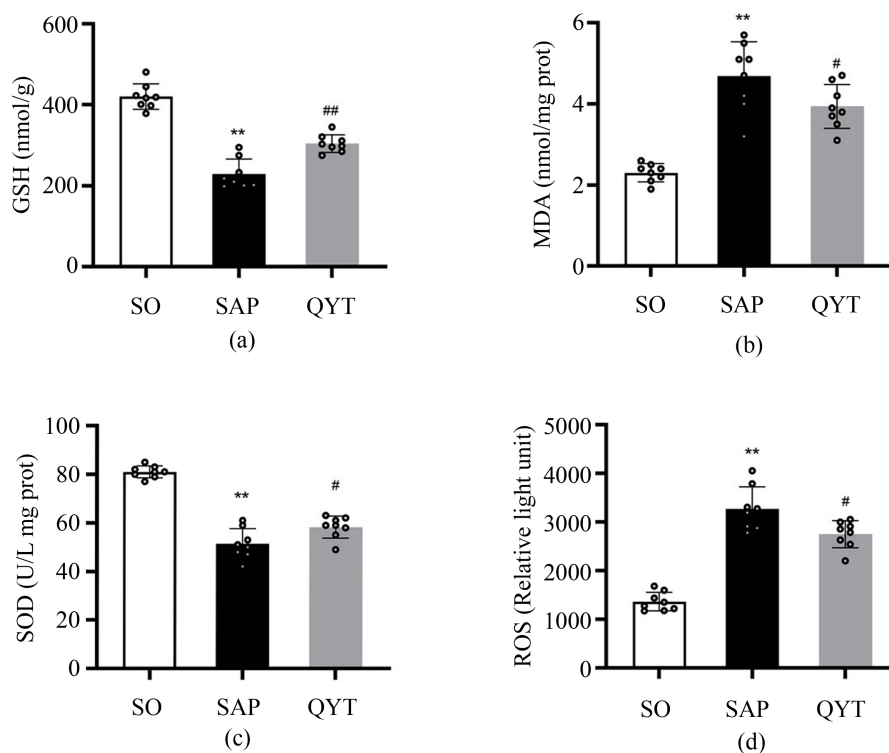 GSH (nmol/g)
600
400
200
0
**
##
SO SAP QYT
(a)
MDA (nmol/mg prot)
6
4
2
0
**
#
SO SAP QYT
(b)
SOD (U/L mg prot)
100
80
60
40
20
0
**
#
SO SAP QYT
(c)
ROS (Relative light unit)
5000
4000
3000
2000
1000
0
**
#
SO SAP QYT
(d)